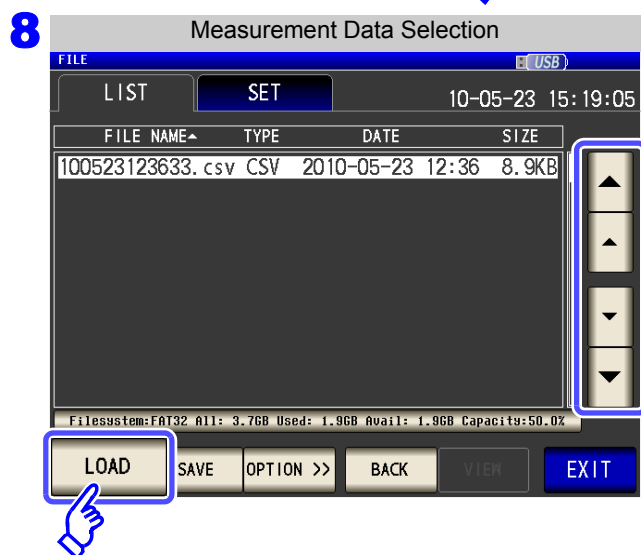 8
Measurement Data Selection
FILE USB
LIST SET 10-05-23 15:19:05
FILE NAME▲ TYPE DATE SIZE
100523123633.csv CSV 2010-05-23 12:36 8.9KB
Filesystem:FAT32 All: 3.7GB Used: 1.9GB Avail: 1.9GB Capacity:50.0%
LOAD SAVE OPTION >> BACK VIEW EXIT